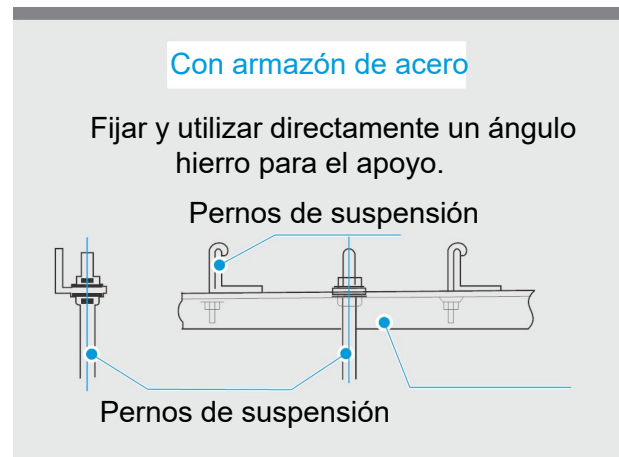 Con armazón de acero
Fijar y utilizar directamente un ángulo
hierro para el apoyo.
Pernos de suspensión
Pernos de suspensión